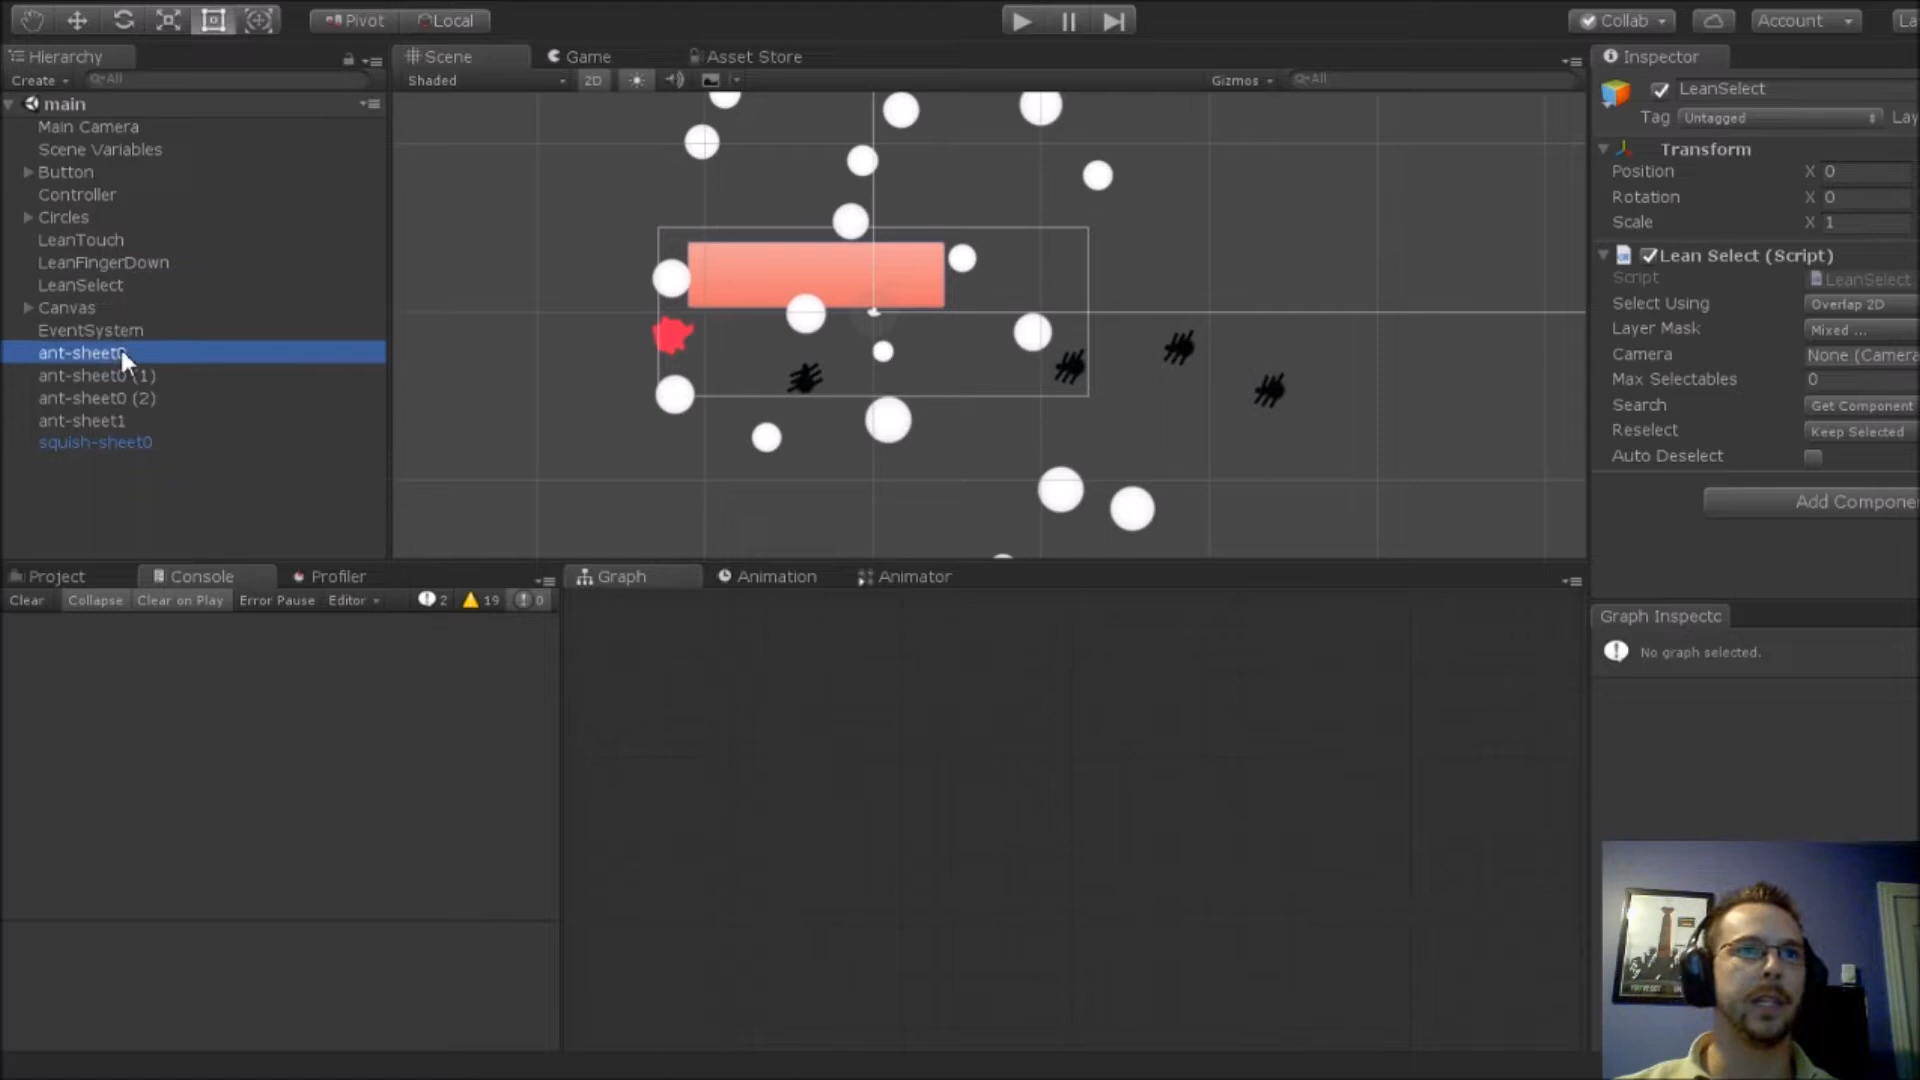 Pivot Local Collab Account La
Hierarchy Scene Game Asset Store Inspector
Create All Shaded 2D Gizmos All LeanSelect
main
Tag Untagged Lay
Main Camera
Scene Variables
Button
Controller
Circles
LeanTouch
LeanFingerDown
LeanSelect
Canvas
EventSystem
ant-sheet0
ant-sheet0 (1)
ant-sheet0 (2)
ant-sheet1
squish-sheet0
Transform
Position X 0
Rotation X 0
Scale X 1
Lean Select (Script)
Script LeanSelect
Select Using Overlap 2D
Layer Mask Mixed ...
Camera None (Camera
Max Selectables 0
Search Get Component
Reselect Keep Selected
Auto Deselect
Add Compone
Project Console Profiler Graph Animation Animator
Clear Collapse Clear on Play Error Pause Editor 2 19 0
Graph Inspectc
No graph selected.